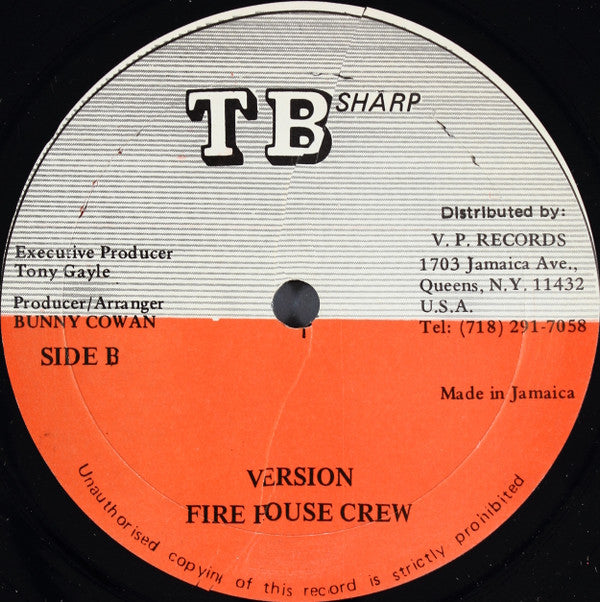 TB SHARP
Executive Producer
Tony Gayle
Producer/Arranger
BUNNY COWAN
SIDE B
Distributed by:
V. P. RECORDS
1703 Jamaica Ave.,
Queens, N.Y. 11432
U.S.A.
Tel: (718) 291-7058
Made in Jamaica
VERSION
FIRE HOUSE CREW
Unauthorised copying of this record is strictly prohibited